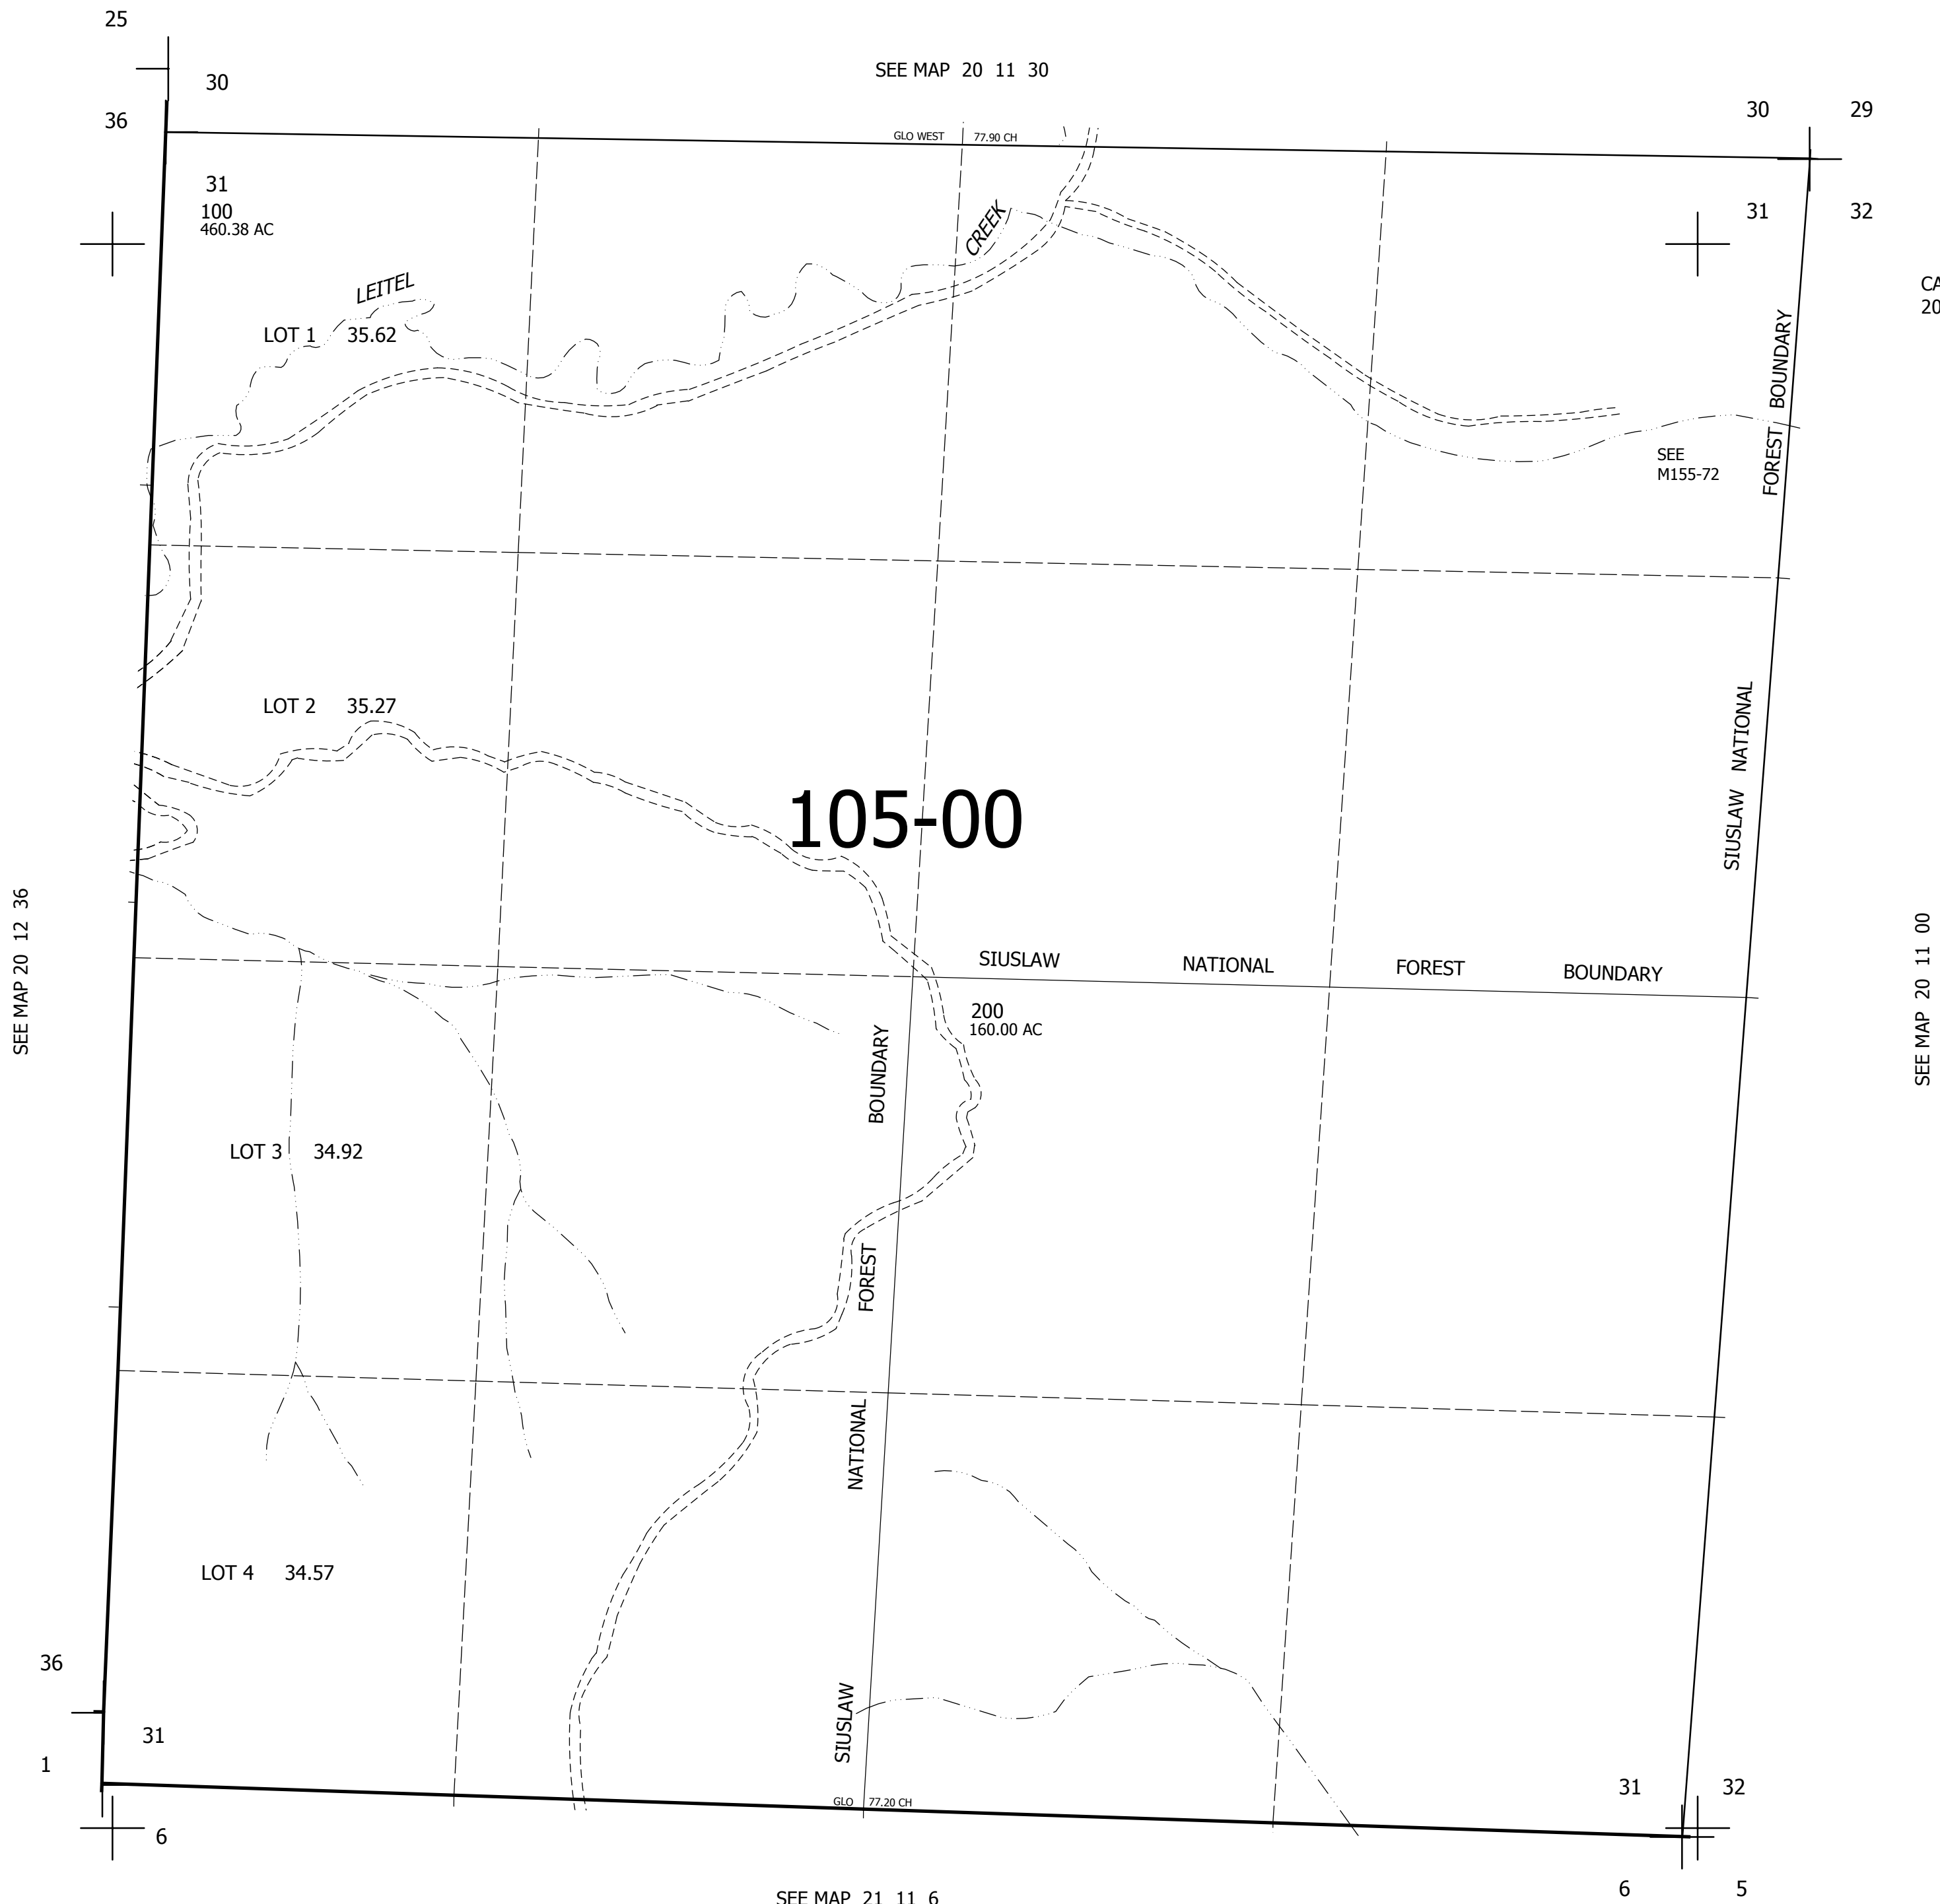 25
30
36
SEE MAP 20 11 30
30 29
GLO WEST 77.90 CH
31
100
460.38 AC
31 32
CREEK
LEITEL
LOT 1 35.62
CA
20
FOREST BOUNDARY
SEE
M155-72
LOT 2 35.27
SIUSLAW NATIONAL
105-00
SEE MAP 20 12 36
SIUSLAW NATIONAL FOREST BOUNDARY
SEE MAP 20 11 00
200
160.00 AC
BOUNDARY
LOT 3 34.92
FOREST
NATIONAL
LOT 4 34.57
SIUSLAW
36
31
1
31 32
GLO 77.20 CH
6
6 5
SEE MAP 21 11 6